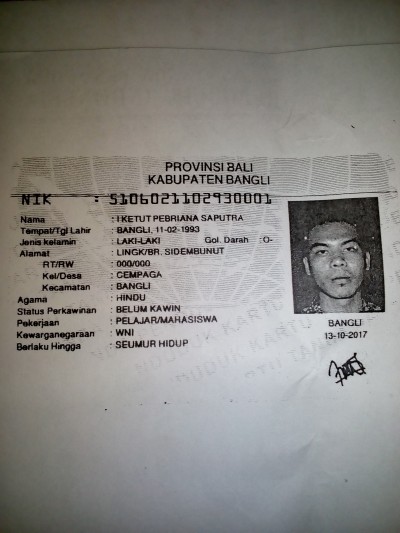 PROVINSI BALI
KABUPATEN BANGLI
NIK : 5106021102930001
Nama : I KETUT PEBRIANA SAPUTRA
Tempat/Tgl Lahir : BANGLI, 11-02-1993
Jenis kelamin : LAKI-LAKI Gol. Darah : O-
Alamat : LINGK/BR. SIDEMBUNUT
RT/RW : 000/000
Kel/Desa : CEMPAGA
Kecamatan : BANGLI
Agama : HINDU
Status Perkawinan : BELUM KAWIN
Pekerjaan : PELAJAR/MAHASISWA
Kewarganegaraan : WNI
Berlaku Hingga : SEUMUR HIDUP
BANGLI
13-10-2017